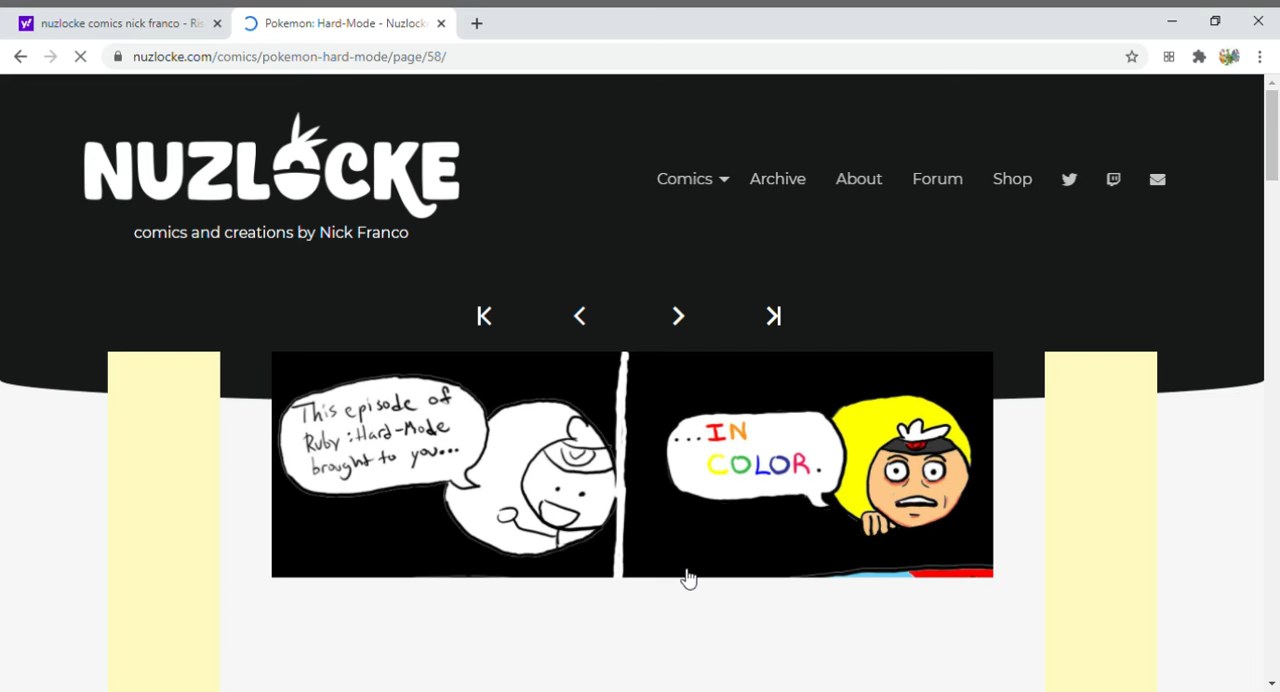 nuzlocke comics nick franco - Ris
Pokemon: Hard-Mode - Nuzlocke
nuzlocke.com/comics/pokemon-hard-mode/page/58/
NUZLOCKE
comics and creations by Nick Franco
Comics
Archive
About
Forum
Shop
This episode of
Ruby: Hard-Mode
brought to you...
...IN
COLOR.